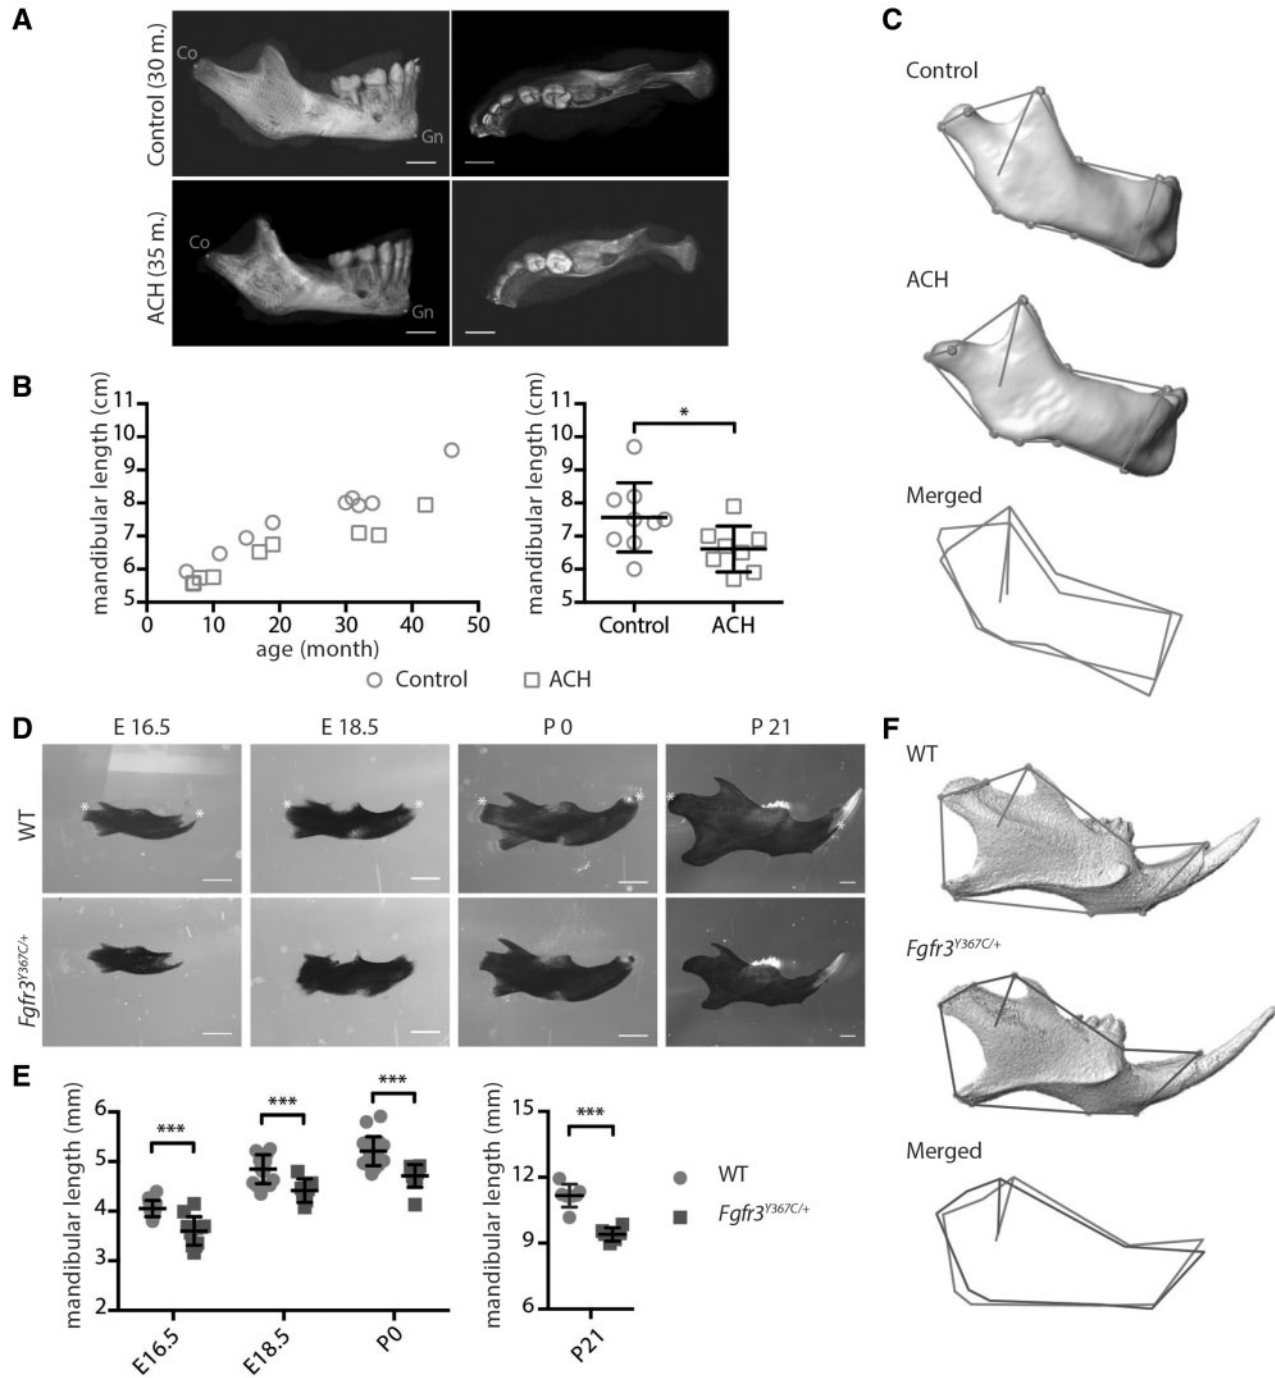 A
Control (30 m.)
Co
Gn
ACH (35 m.)
Co
Gn
B
mandibular length (cm)
11
10
9
8
7
6
5
0
10
20
30
40
50
age (month)
mandibular length (cm)
11
10
9
8
7
6
5
*
Control
ACH
Control
ACH
C
Control
ACH
Merged
D
E 16.5
E 18.5
P 0
P 21
WT
* *
* *
* *
*
* *
Fgfr3Y367C/+
E
mandibular length (mm)
6
5
4
3
2
***
***
***
E16.5
E18.5
P0
mandibular length (mm)
15
12
9
6
***
P21
WT
Fgfr3Y367C/+
F
WT
Fgfr3Y367C/+
Merged